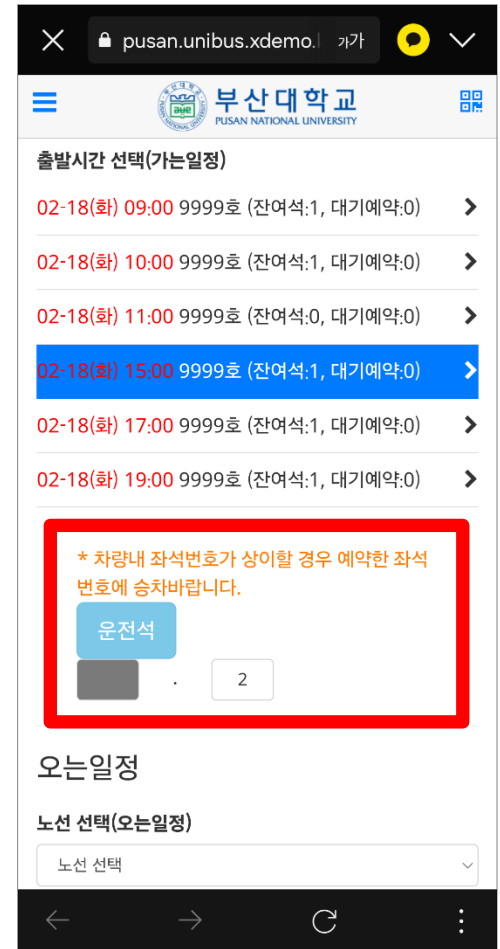 pusan.unibus.xdemo. 가가
부산대학교
PUSAN NATIONAL UNIVERSITY
출발시간 선택(가는일정)
02-18(화) 09:00 9999호 (잔여석:1, 대기예약:0)
02-18(화) 10:00 9999호 (잔여석:1, 대기예약:0)
02-18(화) 11:00 9999호 (잔여석:0, 대기예약:0)
02-18(화) 15:00 9999호 (잔여석:1, 대기예약:0)
02-18(화) 17:00 9999호 (잔여석:1, 대기예약:0)
02-18(화) 19:00 9999호 (잔여석:1, 대기예약:0)
* 차량내 좌석번호가 상이할 경우 예약한 좌석
번호에 승차바랍니다.
운전석
. 2
오는일정
노선 선택(오는일정)
노선 선택